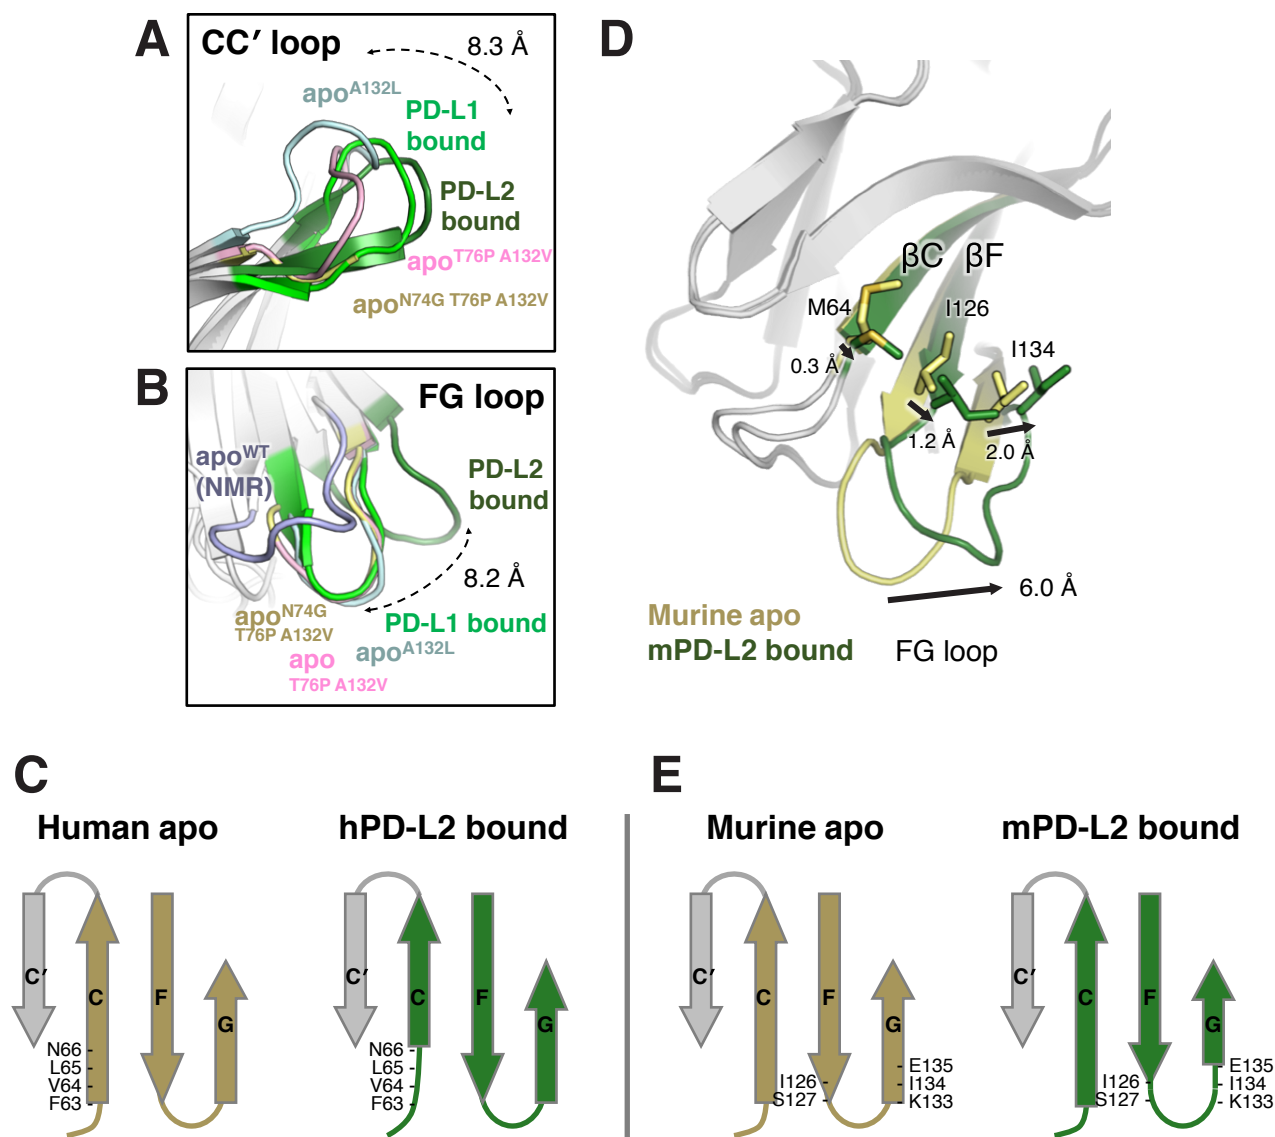 A
CC′ loop
8.3 Å
apoA132L
PD-L1
bound
PD-L2
bound
apoT76P A132V
apoN74G T76P A132V
B
FG loop
apoWT
(NMR)
PD-L2
bound
8.2 Å
apoN74G
T76P A132V
PD-L1 bound
apo
T76P A132V
apoA132L
D
βC βF
M64
I126
I134
0.3 Å
1.2 Å
2.0 Å
6.0 Å
Murine apo
mPD-L2 bound
FG loop
C
Human apo
hPD-L2 bound
C′
C
F
G
N66
L65
V64
F63
C′
C
F
G
N66
L65
V64
F63
E
Murine apo
mPD-L2 bound
C′
C
F
G
I126
S127
E135
I134
K133
C′
C
F
G
I126
S127
E135
I134
K133